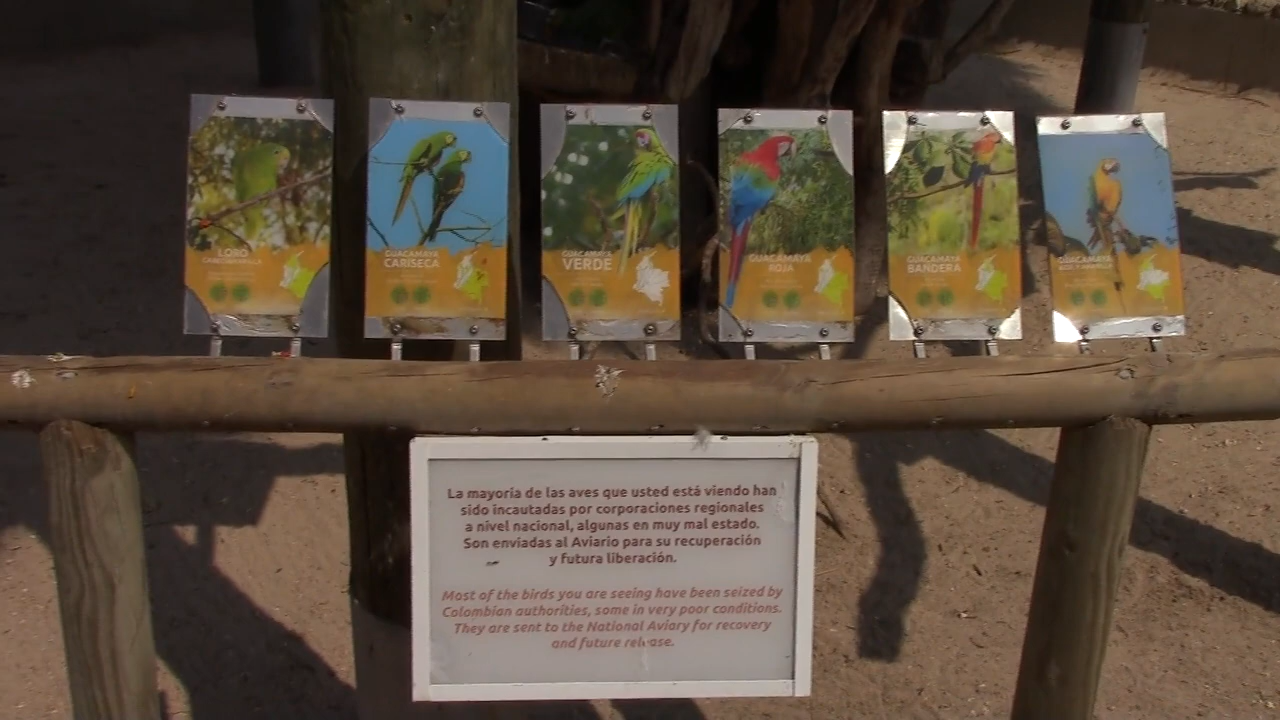 LORO
GUACAMAYA
CARISECA
GUACAMAYA
VERDE
GUACAMAYA
ROJA
GUACAMAYA
BANDERA
GUACAMAYA
La mayoría de las aves que usted está viendo han
sido incautadas por corporaciones regionales
a nivel nacional, algunas en muy mal estado.
Son enviadas al Aviario para su recuperación
y futura liberación.
Most of the birds you are seeing have been seized by
Colombian authorities, some in very poor conditions.
They are sent to the National Aviary for recovery
and future release.